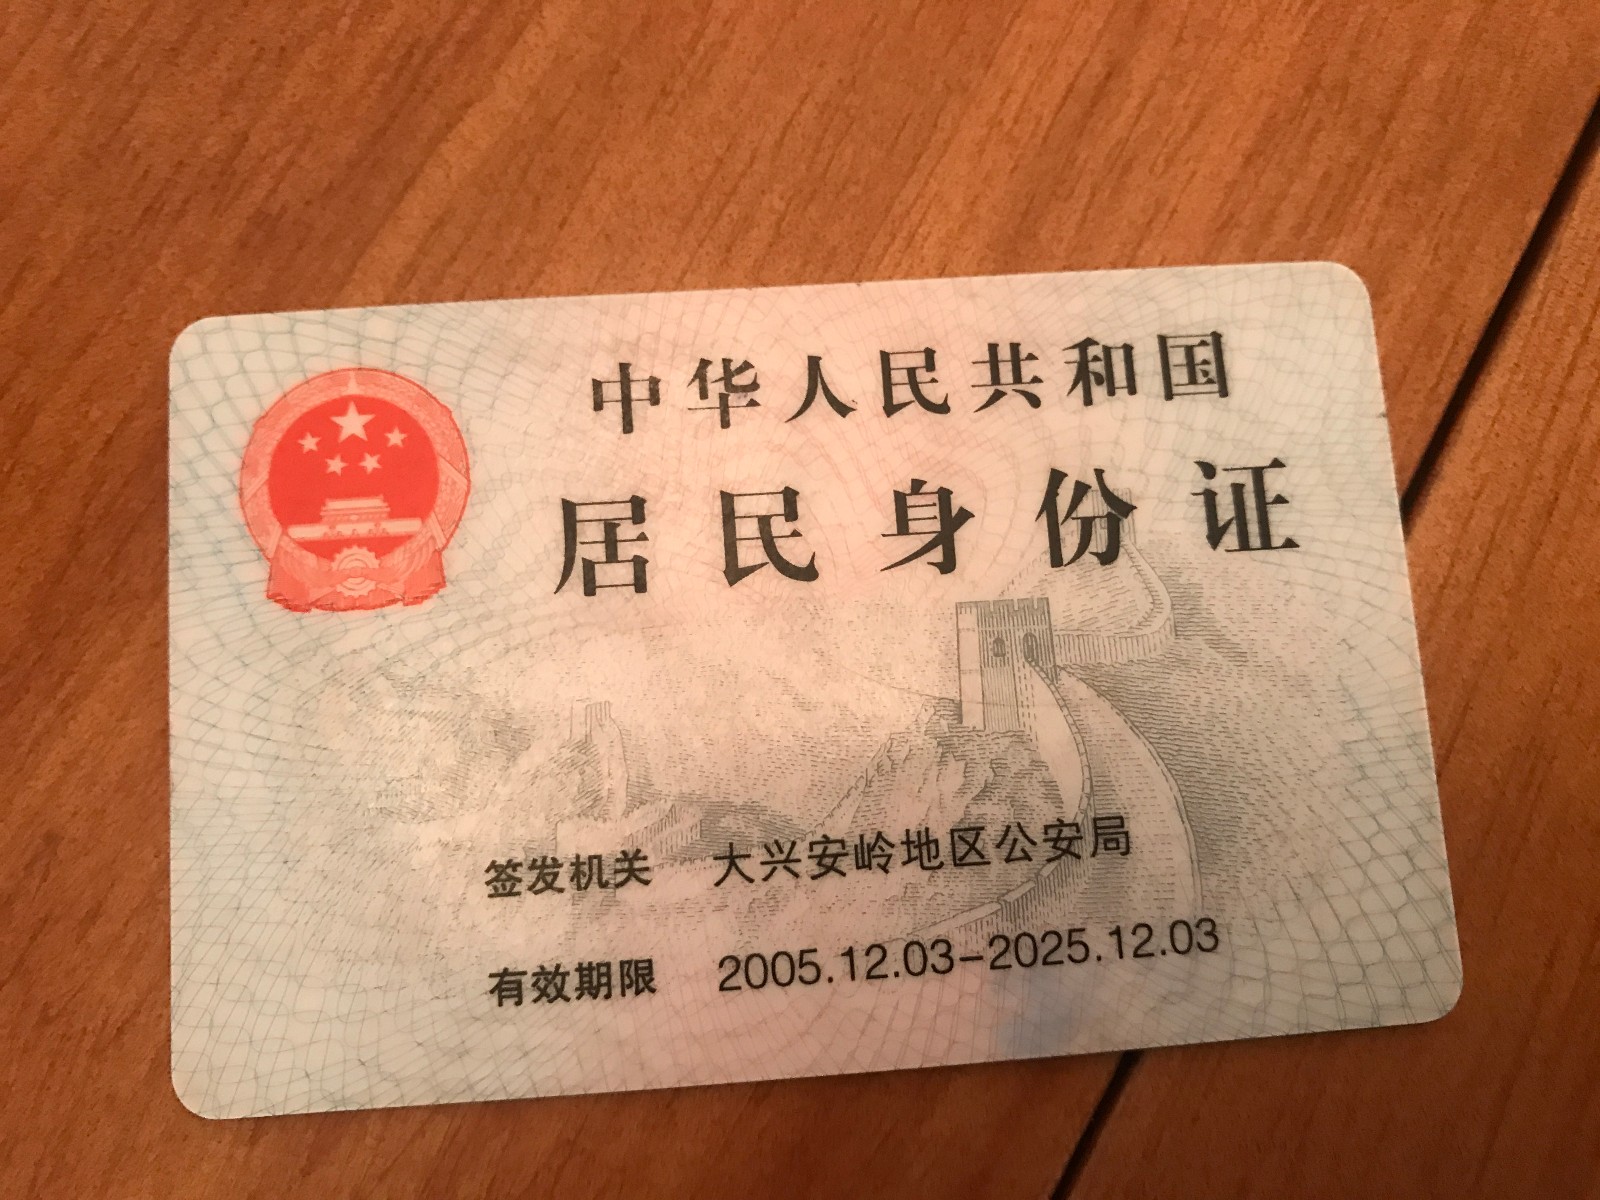 中华人民共和国
居民身份证
签发机关 大兴安岭地区公安局
有效期限 2005.12.03-2025.12.03